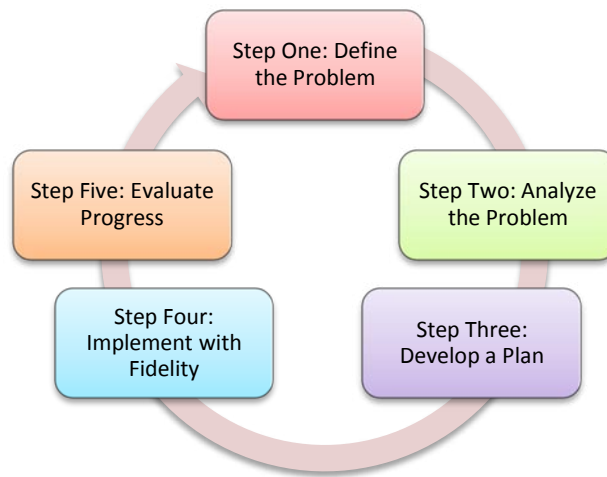 Step One: Define
the Problem
Step Two: Analyze
the Problem
Step Three:
Develop a Plan
Step Four:
Implement with
Fidelity
Step Five: Evaluate
Progress